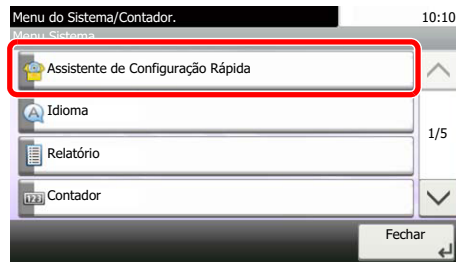 Menu do Sistema/Contador.
10:10
Menu Sistema
Assistente de Configuração Rápida
Idioma
1/5
Relatório
Contador
Fechar